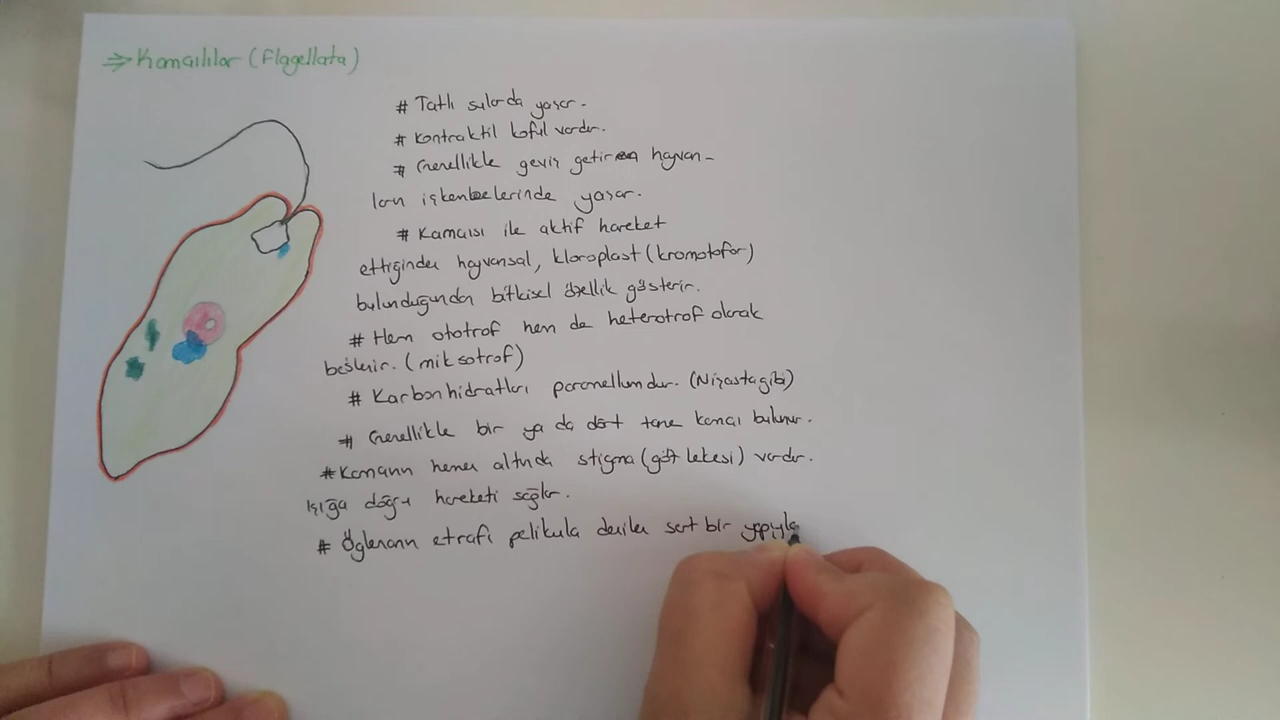 ⇒ Kamçılılar (Flagellata)
# Tatlı sularda yaşar.
# Kontraktil koful vardır.
# Genellikle geviş getiren hayvan-
ların işkembelerinde yaşar.
# Kamçısı ile aktif hareket
ettiğinden hayvansal, kloroplast (kromotofor)
bulunduğundan bitkisel özellik gösterir.
# Hem ototrof hem de heterotrof olarak
beslenir. (miksotrof)
# Karbonhidratları paramellumdur. (Nişasta gibi)
# Genellikle bir ya da dört tane kamçı bulunur.
# Kamçının hemen altında stigma (göz lekesi) vardır.
Işığa doğru hareketi sağlar.
# Öglenanın etrafı pelikula denilen sert bir yapıyla